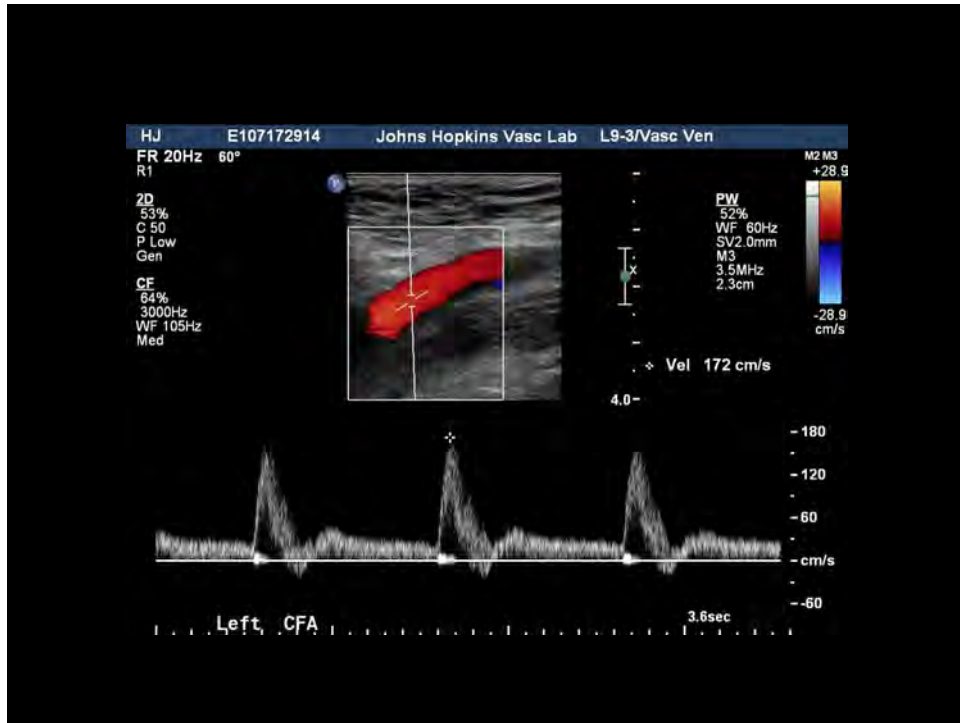 HJ E107172914 Johns Hopkins Vasc Lab L9-3/Vasc Ven
FR 20Hz 60°
R1
M2 M3
+28.9
2D
53%
C 50
P Low
Gen
PW
52%
WF 60Hz
SV2.0mm
M3
3.5MHz
2.3cm
x
CF
64%
3000Hz
WF 105Hz
Med
-28.9
cm/s
Vel 172 cm/s
4.0
180
120
60
cm/s
-60
3.6sec
Left CFA